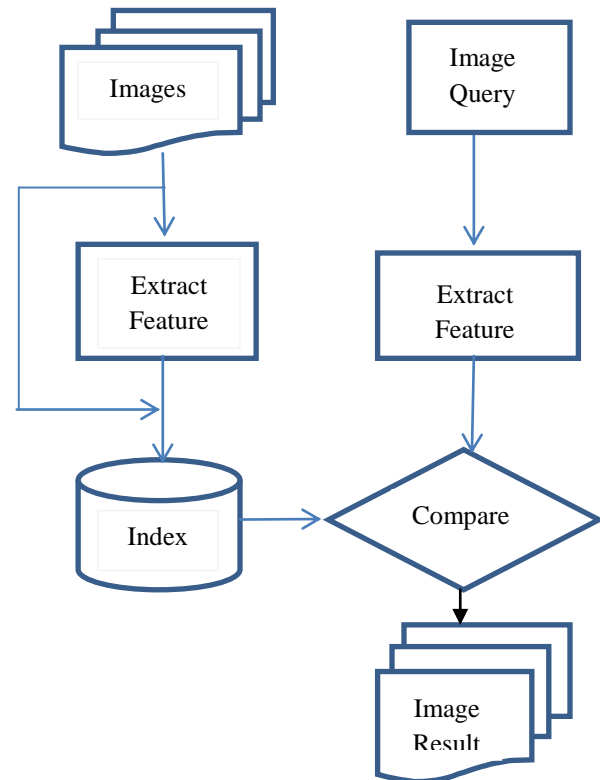 Images
Image
Query
Extract
Feature
Extract
Feature
Index
Compare
Image
Result